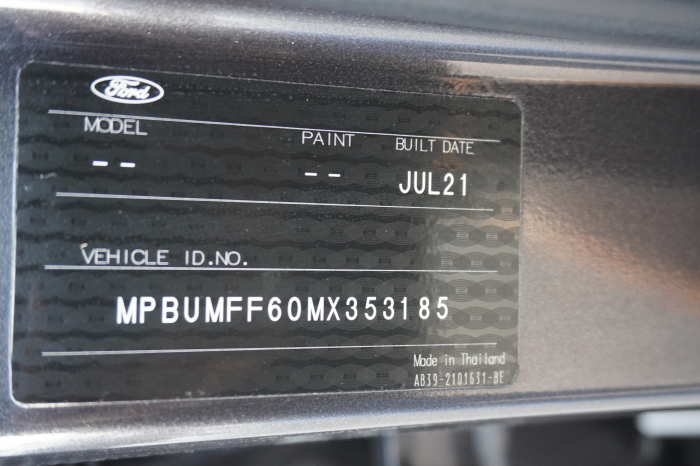 Ford
MODEL PAINT BUILT DATE
-- -- JUL21
VEHICLE ID.NO.
MPBUMFF60MX353185
Made in Thailand
AB39-2101631-BE